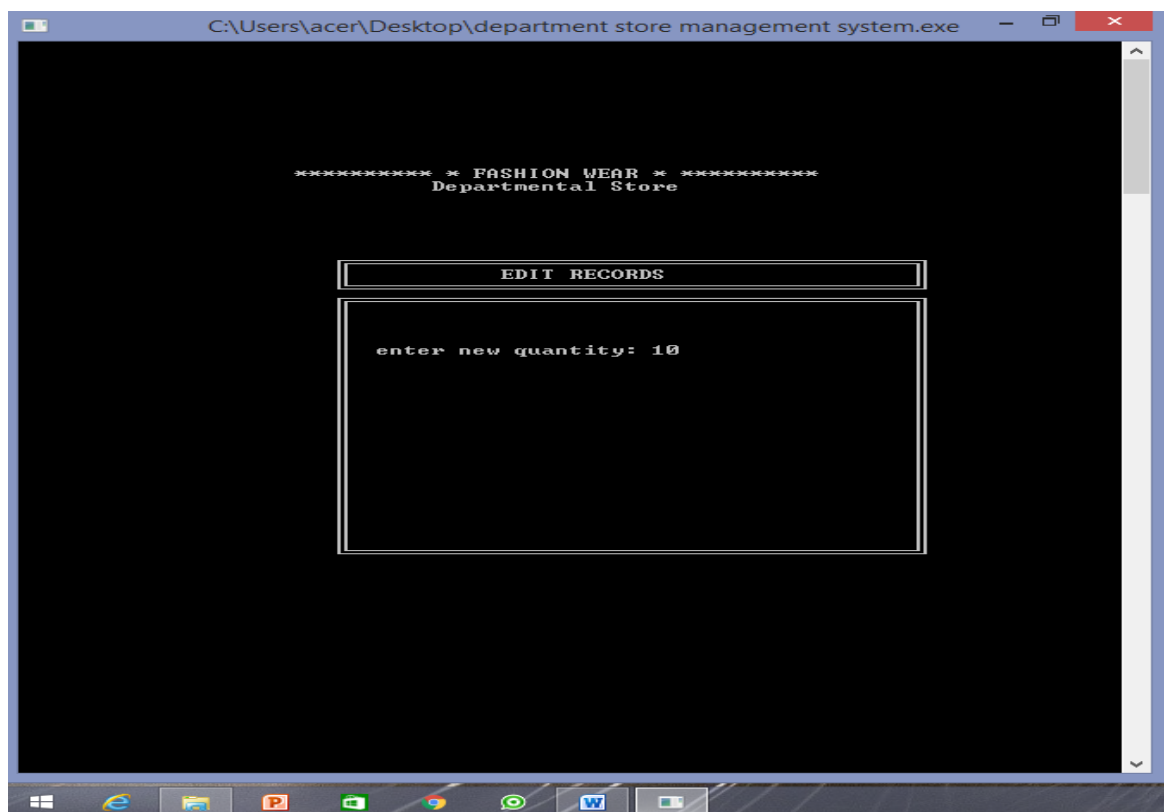 C:\Users\acer\Desktop\department store management system.exe
********** * FASHION WEAR * **********
Departmental Store
EDIT RECORDS
enter new quantity: 10